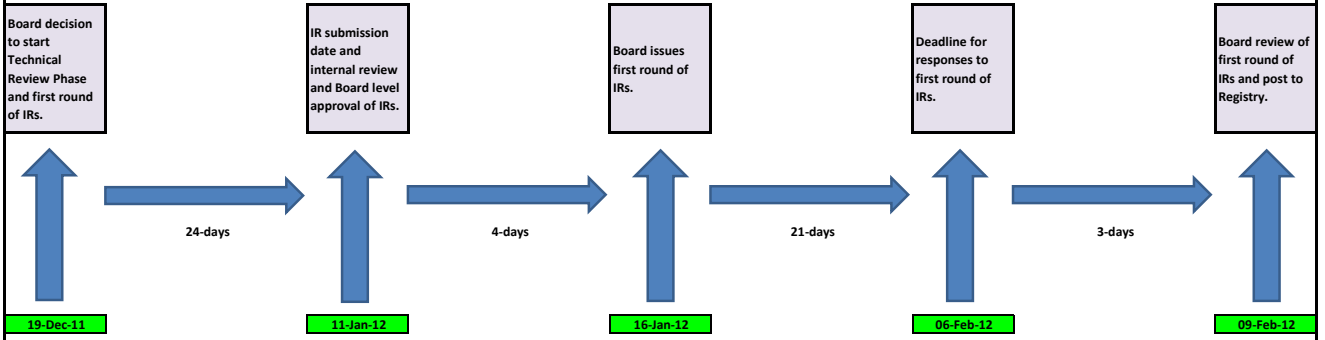 Board decision
to start
Technical
Review Phase
and first round
of IRs.
IR submission
date and
internal review
and Board level
approval of IRs.
Board issues
first round of
IRs.
Deadline for
responses to
first round of
IRs.
Board review of
first round of
IRs and post to
Registry.
24-days
4-days
21-days
3-days
19-Dec-11
11-Jan-12
16-Jan-12
06-Feb-12
09-Feb-12